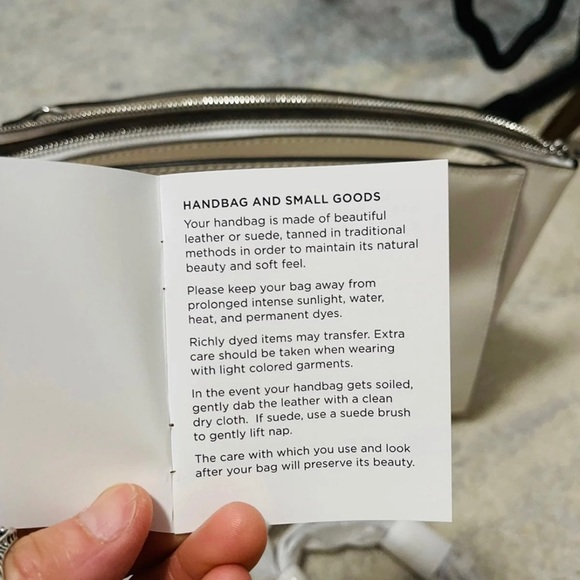 HANDBAG AND SMALL GOODS
Your handbag is made of beautiful
leather or suede, tanned in traditional
methods in order to maintain its natural
beauty and soft feel.
Please keep your bag away from
prolonged intense sunlight, water,
heat, and permanent dyes.
Richly dyed items may transfer. Extra
care should be taken when wearing
with light colored garments.
In the event your handbag gets soiled,
gently dab the leather with a clean
dry cloth. If suede, use a suede brush
to gently lift nap.
The care with which you use and look
after your bag will preserve its beauty.